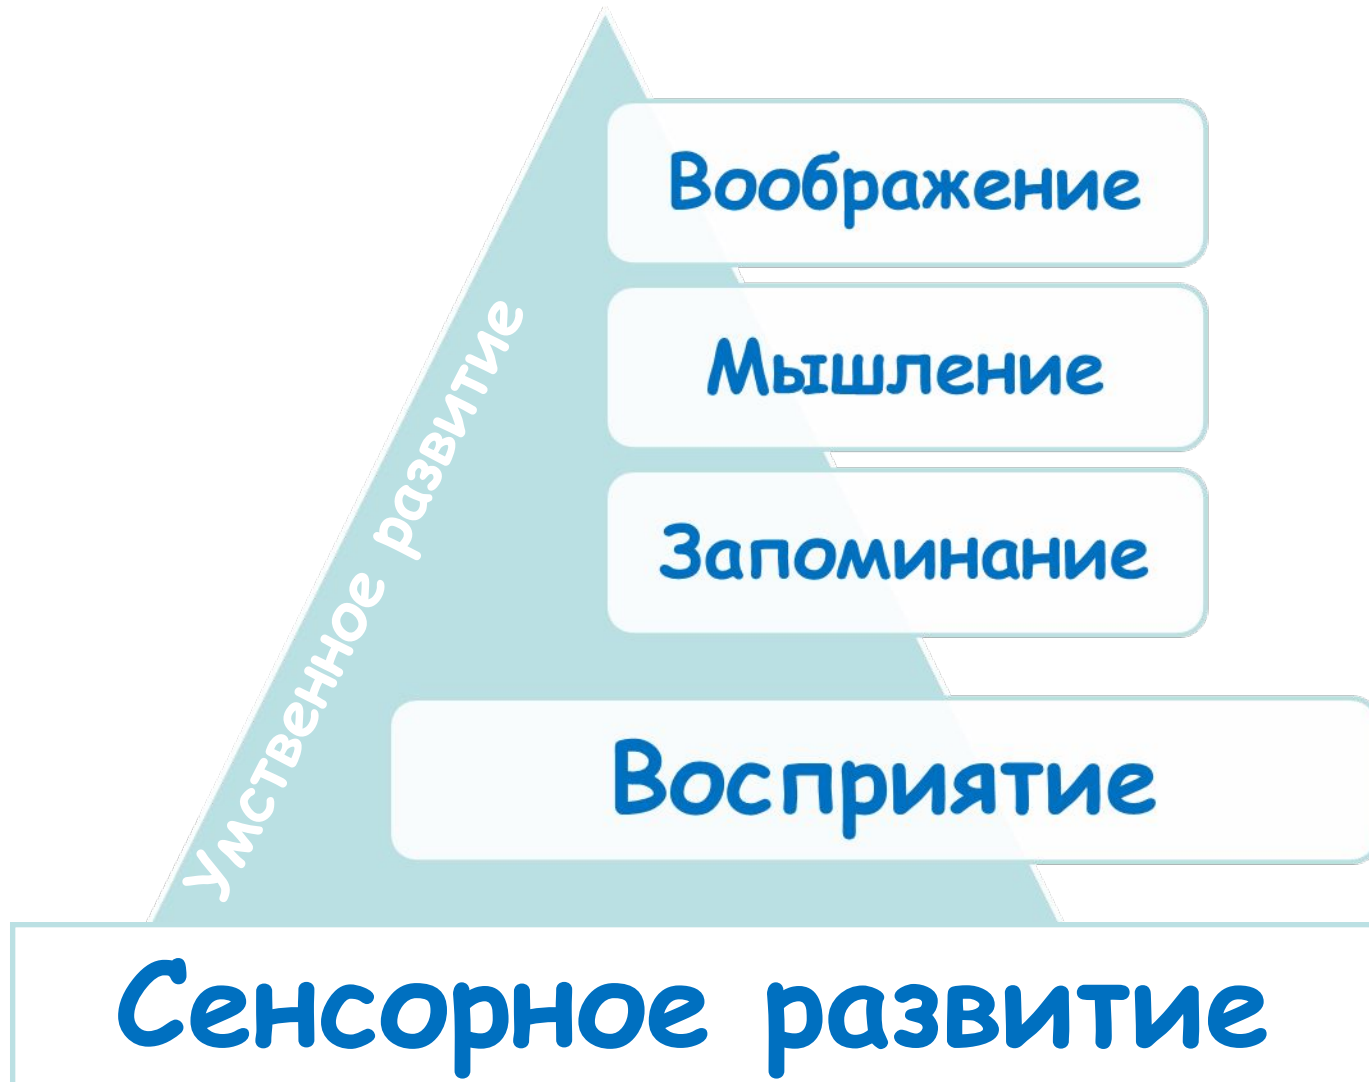 Воображение
Мышление
Запоминание
Восприятие
Умственное развитие
Сенсорное развитие